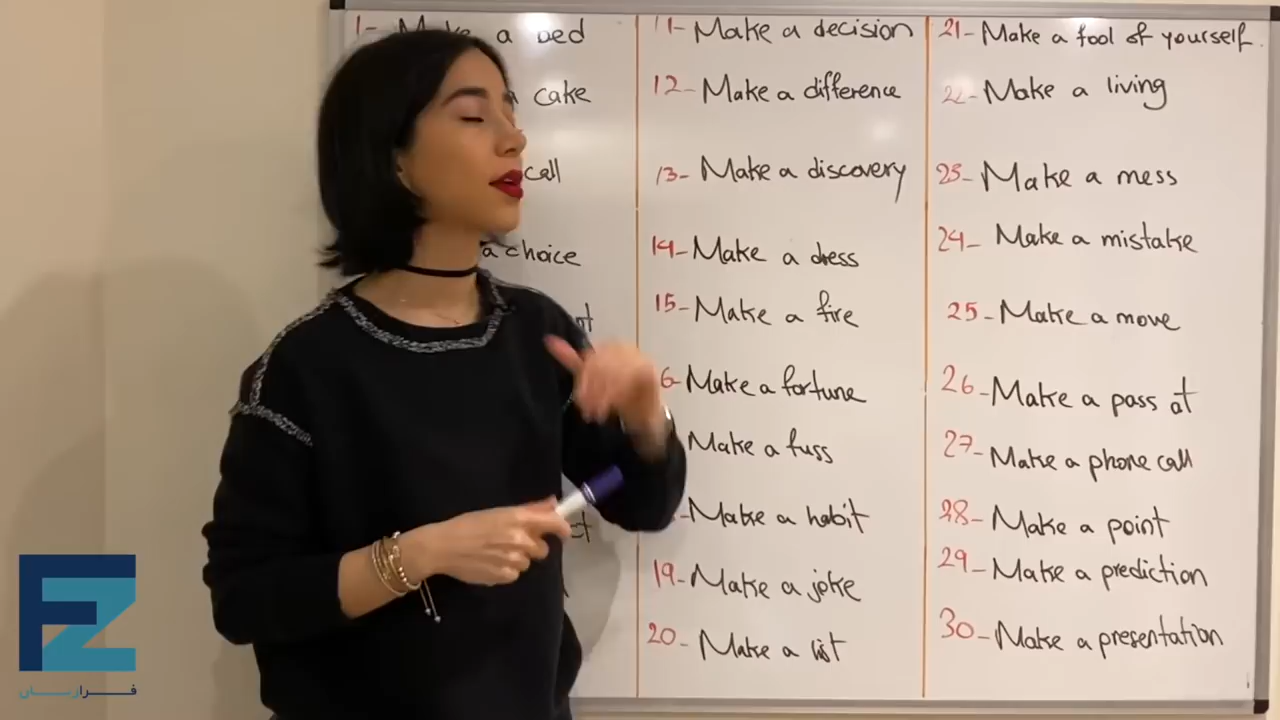 1- Make a bed
cake
call
a choice
11- Make a decision
12- Make a difference
13- Make a discovery
14- Make a dress
15- Make a fire
6- Make a fortune
Make a fuss
Make a habit
19- Make a joke
20- Make a list
21- Make a fool of yourself.
22- Make a living
23- Make a mess
24- Make a mistake
25- Make a move
26- Make a pass at
27- Make a phone call
28- Make a point
29- Make a prediction
30- Make a presentation
FZ
فرازبان